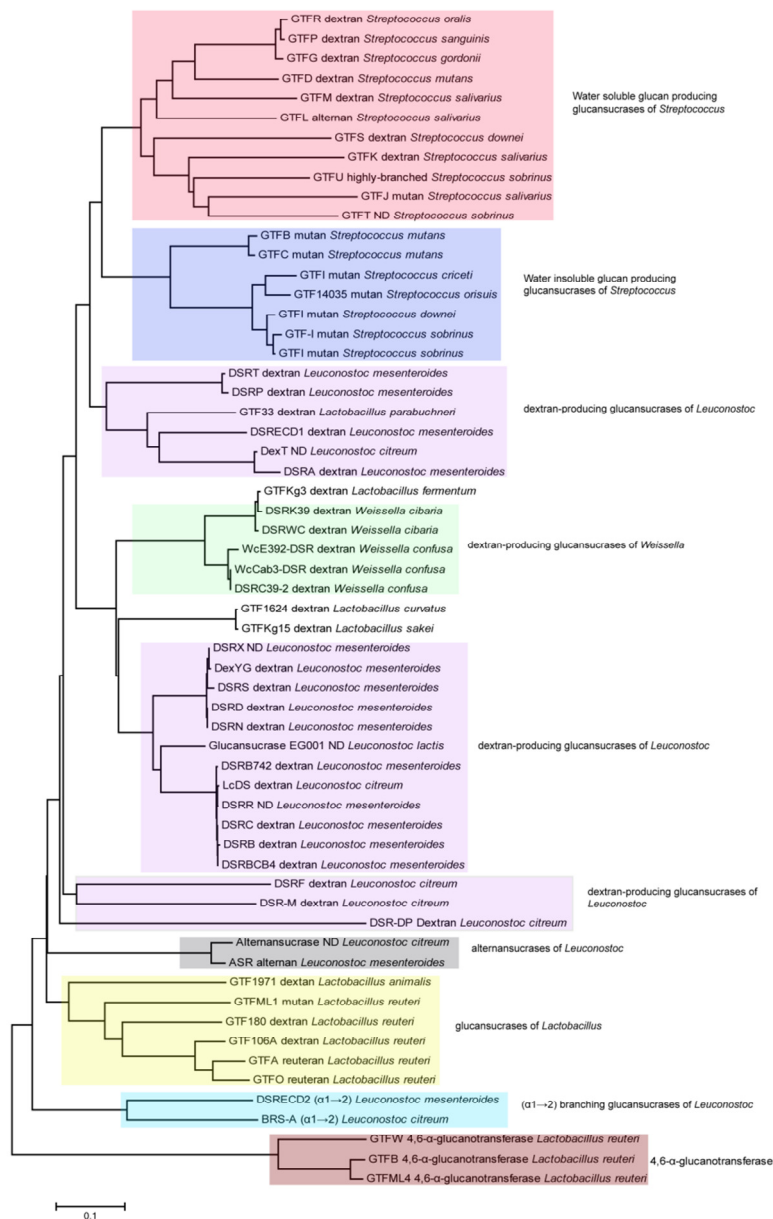 GTFR dextran Streptococcus oralis
GTFP dextran Streptococcus sanguinis
GTFG dextran Streptococcus gordonii
GTFD dextran Streptococcus mutans
GTFM dextran Streptococcus salivarius
GTFL alternan Streptococcus salivarius
GTFS dextran Streptococcus downei
GTFK dextran Streptococcus salivarius
GTFU highly-branched Streptococcus sobrinus
GTFJ mutan Streptococcus salivarius
GTFT ND Streptococcus sobrinus
Water soluble glucan producing
glucansucrases of Streptococcus
GTFB mutan Streptococcus mutans
GTFC mutan Streptococcus mutans
GTFI mutan Streptococcus criceti
GTF14035 mutan Streptococcus orisuis
GTFI mutan Streptococcus downei
GTF-I mutan Streptococcus sobrinus
GTFI mutan Streptococcus sobrinus
Water insoluble glucan producing
glucansucrases of Streptococcus
DSRT dextran Leuconostoc mesenteroides
DSRP dextran Leuconostoc mesenteroides
GTF33 dextran Lactobacillus parabuchneri
DSRECD1 dextran Leuconostoc mesenteroides
DexT ND Leuconostoc citreum
DSRA dextran Leuconostoc mesenteroides
dextran-producing glucansucrases of Leuconostoc
GTFKg3 dextran Lactobacillus fermentum
DSRK39 dextran Weissella cibaria
DSRWC dextran Weissella cibaria
WcE392-DSR dextran Weissella confusa
WcCab3-DSR dextran Weissella confusa
DSRC39-2 dextran Weissella confusa
dextran-producing glucansucrases of Weissella
GTF1624 dextran Lactobacillus curvatus
GTFKg15 dextran Lactobacillus sakei
DSRX ND Leuconostoc mesenteroides
DexYG dextran Leuconostoc mesenteroides
DSRS dextran Leuconostoc mesenteroides
DSRD dextran Leuconostoc mesenteroides
DSRN dextran Leuconostoc mesenteroides
Glucansucrase EG001 ND Leuconostoc lactis
DSRB742 dextran Leuconostoc mesenteroides
LcDS dextran Leuconostoc citreum
DSRR ND Leuconostoc mesenteroides
DSRC dextran Leuconostoc mesenteroides
DSRB dextran Leuconostoc mesenteroides
DSRBCB4 dextran Leuconostoc mesenteroides
dextran-producing glucansucrases of Leuconostoc
DSRF dextran Leuconostoc citreum
DSR-M dextran Leuconostoc citreum
DSR-DP Dextran Leuconostoc citreum
dextran-producing glucansucrases of
Leuconostoc
Alternansucrase ND Leuconostoc citreum
ASR alternan Leuconostoc mesenteroides
alternansucrases of Leuconostoc
GTF1971 dextan Lactobacillus animalis
GTFML1 mutan Lactobacillus reuteri
GTF180 dextran Lactobacillus reuteri
GTF106A dextran Lactobacillus reuteri
GTFA reuteran Lactobacillus reuteri
GTFO reuteran Lactobacillus reuteri
glucansucrases of Lactobacillus
DSRECD2 (α1→2) Leuconostoc mesenteroides
BRS-A (α1→2) Leuconostoc citreum
(α1→2) branching glucansucrases of Leuconostoc
GTFW 4,6-α-glucanotransferase Lactobacillus reuteri
GTFB 4,6-α-glucanotransferase Lactobacillus reuteri
GTFML4 4,6-α-glucanotransferase Lactobacillus reuteri
4,6-α-glucanotransferase
0.1